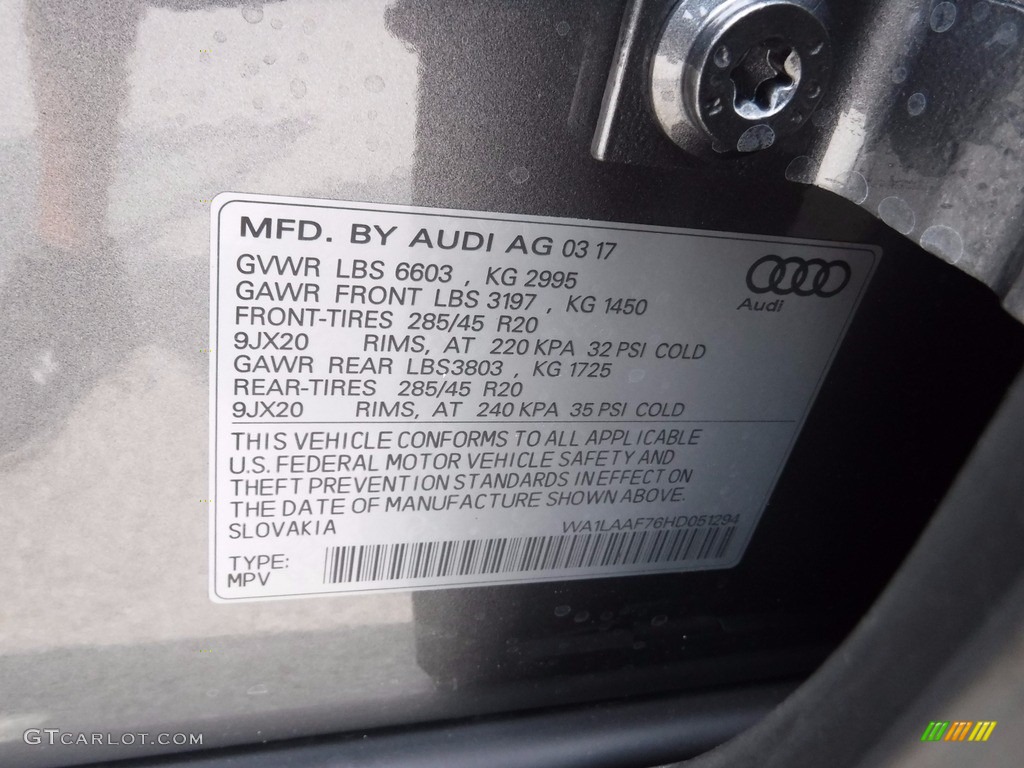 MFD. BY AUDI AG 03 17
GVWR LBS 6603 , KG 2995
GAWR FRONT LBS 3197 , KG 1450
FRONT-TIRES 285/45 R20
9JX20 RIMS, AT 220 KPA 32 PSI COLD
GAWR REAR LBS3803 , KG 1725
REAR-TIRES 285/45 R20
9JX20 RIMS, AT 240 KPA 35 PSI COLD
Audi
THIS VEHICLE CONFORMS TO ALL APPLICABLE
U.S. FEDERAL MOTOR VEHICLE SAFETY AND
THEFT PREVENTION STANDARDS IN EFFECT ON
THE DATE OF MANUFACTURE SHOWN ABOVE.
SLOVAKIA WA1LAAF76HD051294
TYPE:
MPV
GTCARLOT.COM